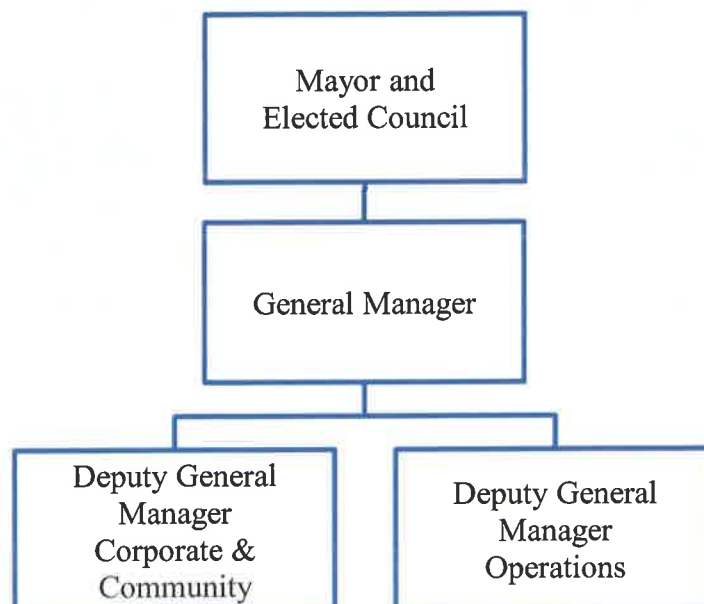 Mayor and
Elected Council
General Manager
Deputy General
Manager
Corporate &
Community
Deputy General
Manager
Operations